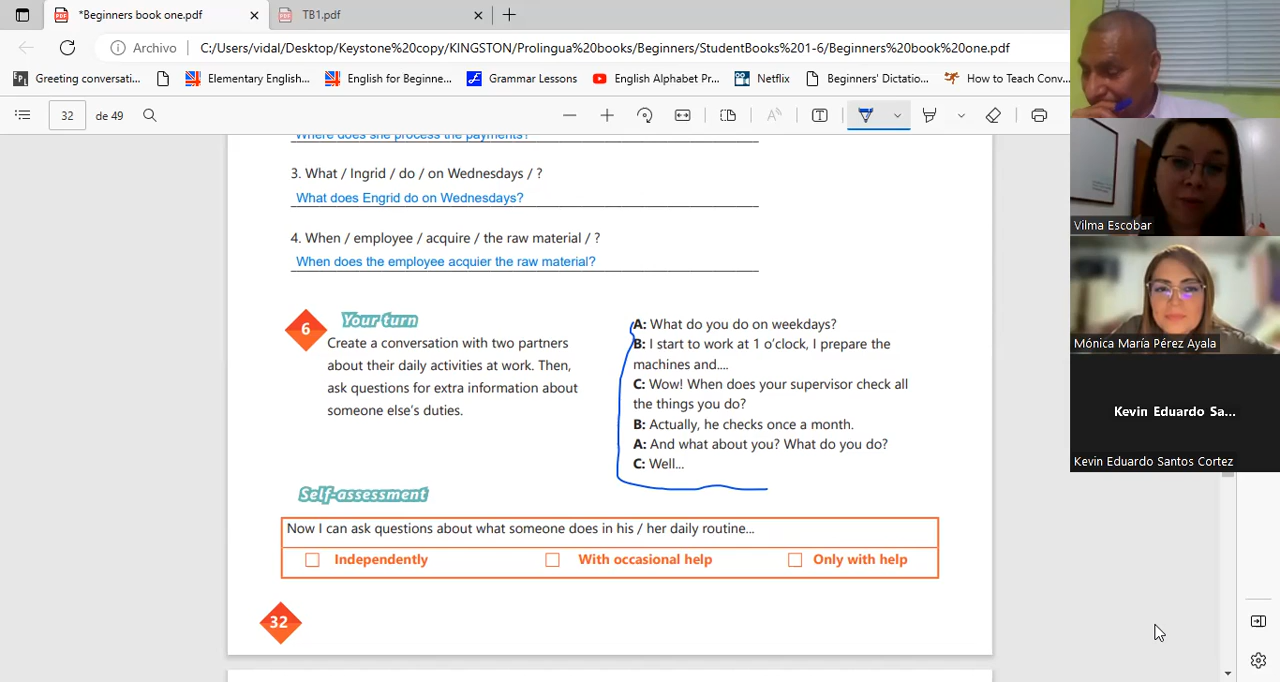 *Beginners book one.pdf
TB1.pdf
Archivo
C:/Users/vidal/Desktop/Keystone%20copy/KINGSTON/Prolingua%20books/Beginners/StudentBooks%201-6/Beginners%20book%20one.pdf
Greeting conversati...
Elementary English...
English for Beginne...
Grammar Lessons
English Alphabet Pr...
Netflix
Beginners' Dictatio...
How to Teach Conv...
32
de 49
Where does she process the payments?
3. What / Ingrid / do / on Wednesdays / ?
What does Engrid do on Wednesdays?
4. When / employee / acquire / the raw material / ?
When does the employee acquier the raw material?
6
Your turn
Create a conversation with two partners
about their daily activities at work. Then,
ask questions for extra information about
someone else's duties.
A: What do you do on weekdays?
B: I start to work at 1 o'clock, I prepare the
machines and....
C: Wow! When does your supervisor check all
the things you do?
B: Actually, he checks once a month.
A: And what about you? What do you do?
C: Well...
Self-assessment
Now I can ask questions about what someone does in his / her daily routine...
Independently
With occasional help
Only with help
32
Vilma Escobar
Mónica María Pérez Ayala
Kevin Eduardo Sa...
Kevin Eduardo Santos Cortez